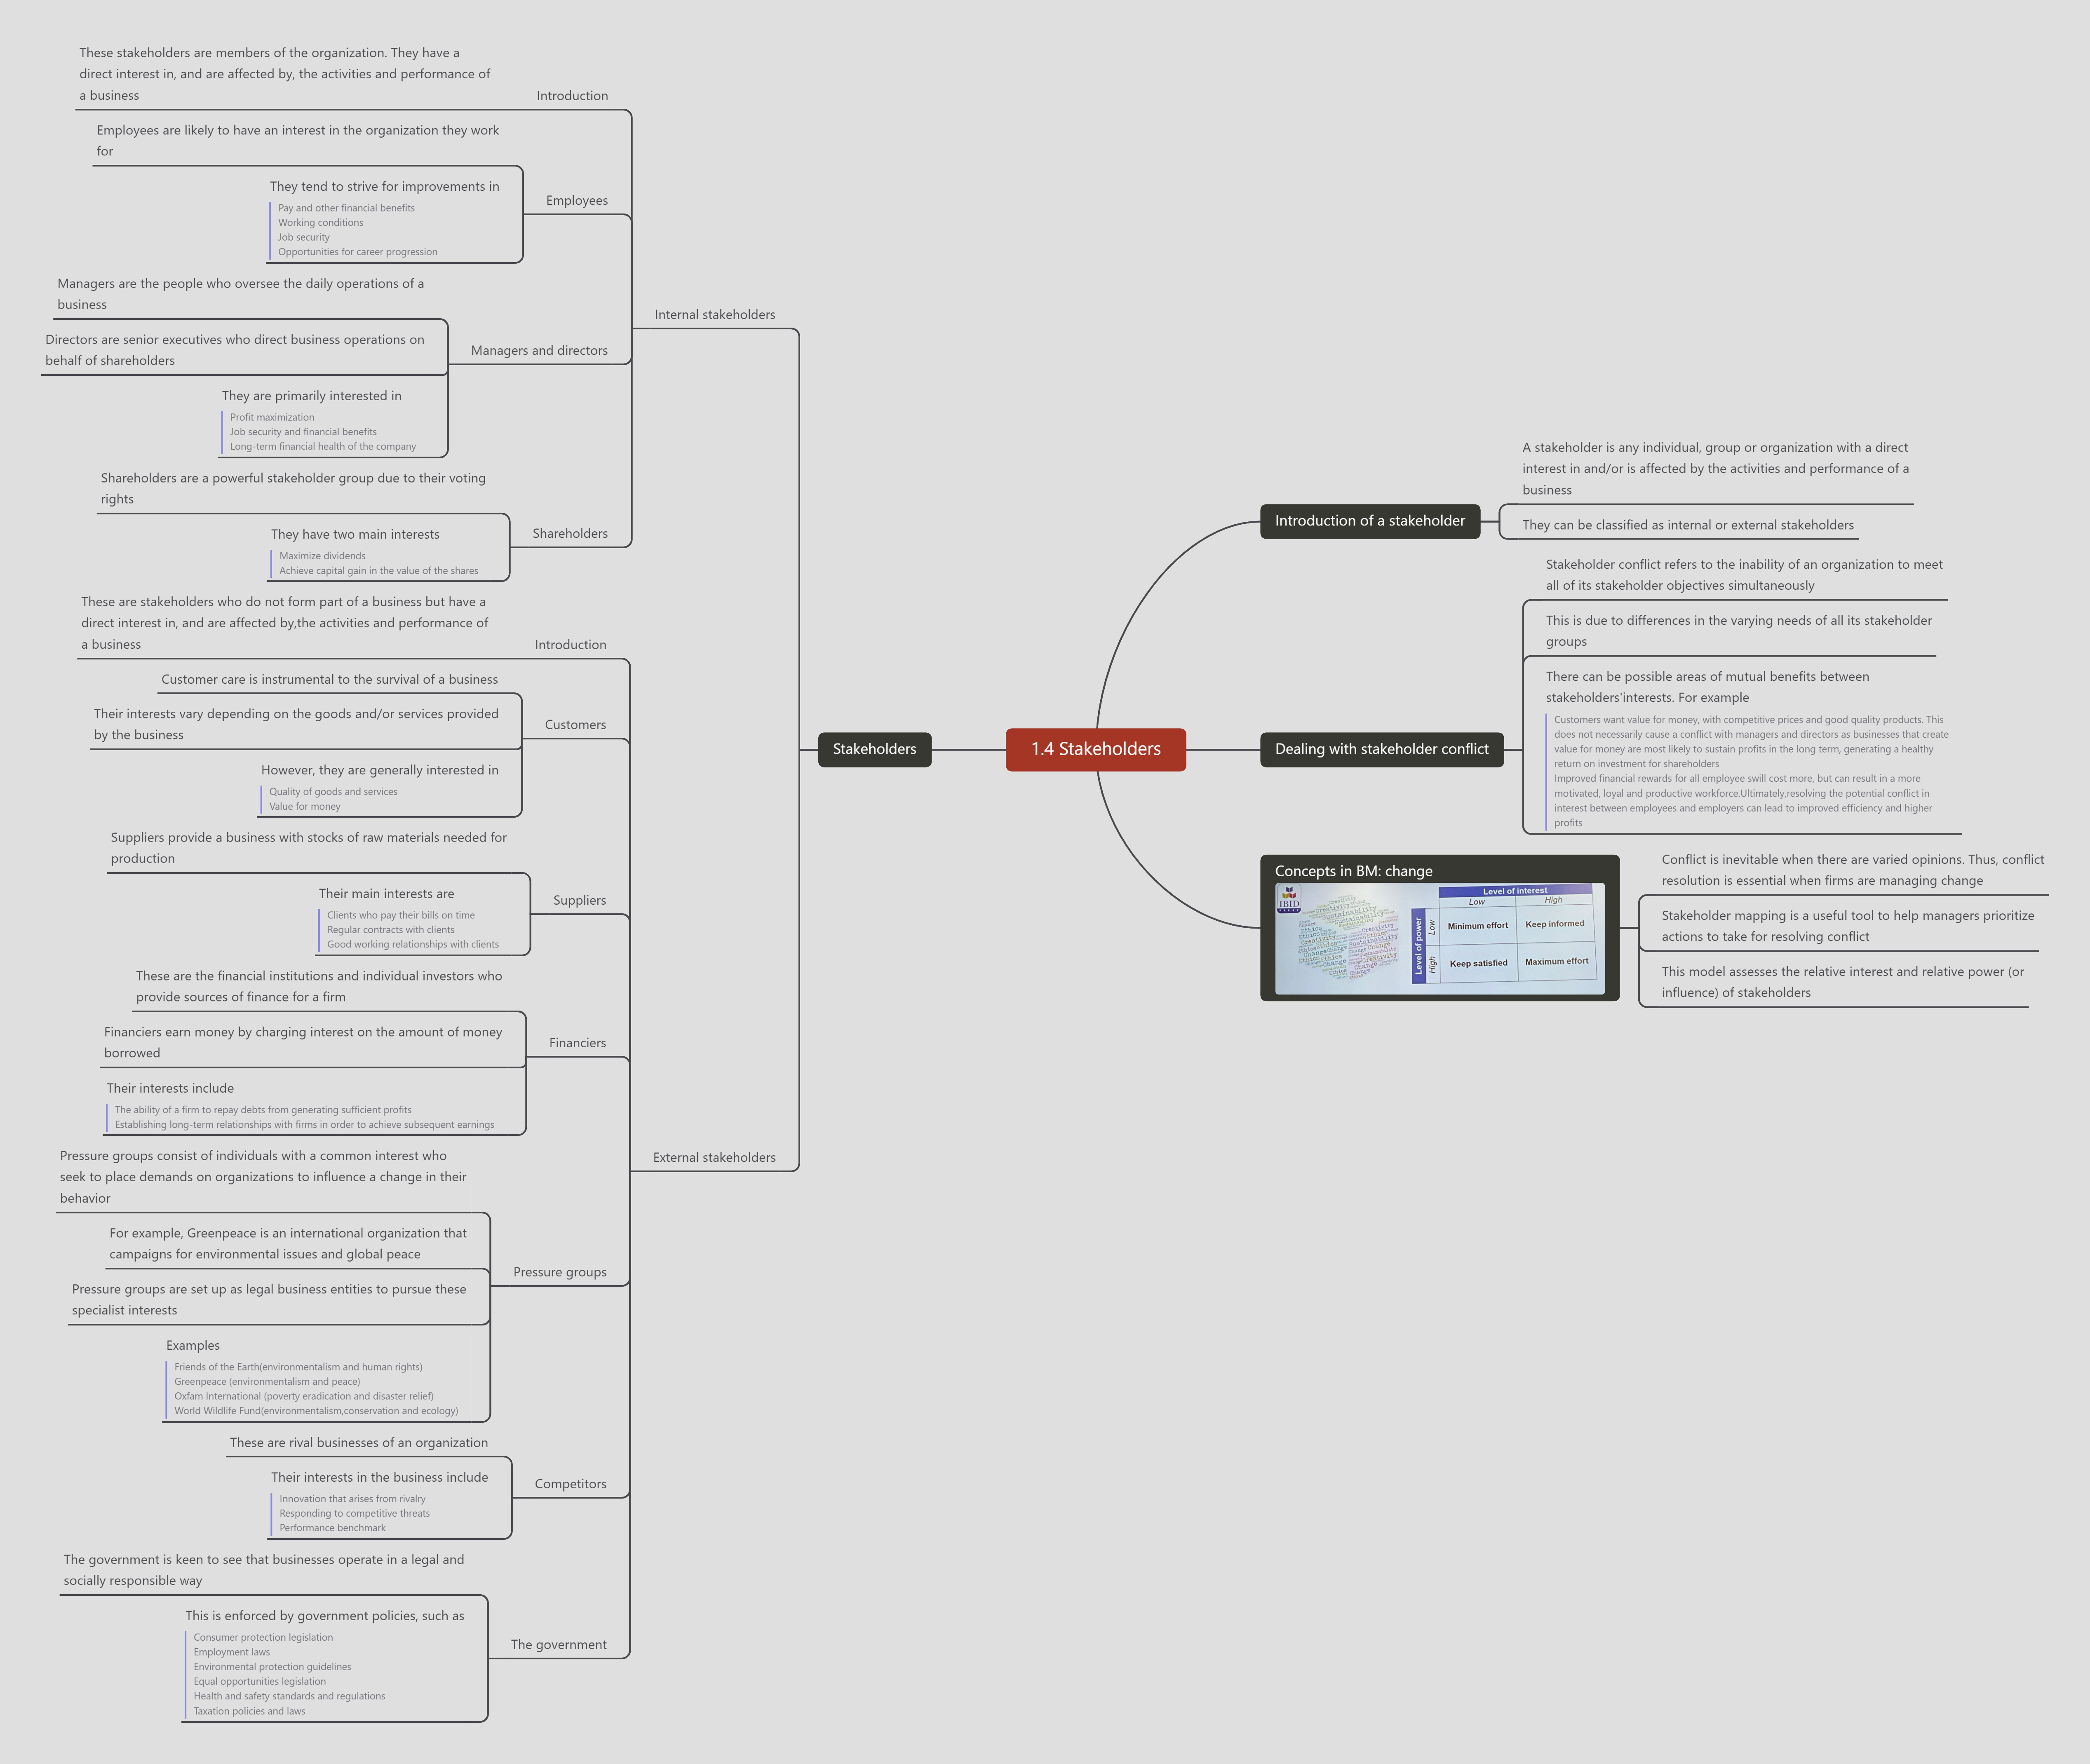 1.4 Stakeholders
Introduction of a stakeholder
A stakeholder is any individual, group or organization with a direct
interest in and/or is affected by the activities and performance of a
business
They can be classified as internal or external stakeholders
Dealing with stakeholder conflict
Stakeholder conflict refers to the inability of an organization to meet
all of its stakeholder objectives simultaneously
This is due to differences in the varying needs of all its stakeholder
groups
There can be possible areas of mutual benefits between
stakeholders'interests. For example
Customers want value for money, with competitive prices and good quality products. This
does not necessarily cause a conflict with managers and directors as businesses that create
value for money are most likely to sustain profits in the long term, generating a healthy
return on investment for shareholders
Improved financial rewards for all employee swill cost more, but can result in a more
motivated, loyal and productive workforce.Ultimately,resolving the potential conflict in
interest between employees and employers can lead to improved efficiency and higher
profits
Concepts in BM: change
IBID
Level of interest
Low
High
Level of power
Low
Minimum effort
Keep informed
High
Keep satisfied
Maximum effort
Conflict is inevitable when there are varied opinions. Thus, conflict
resolution is essential when firms are managing change
Stakeholder mapping is a useful tool to help managers prioritize
actions to take for resolving conflict
This model assesses the relative interest and relative power (or
influence) of stakeholders
Stakeholders
Internal stakeholders
Introduction
These stakeholders are members of the organization. They have a
direct interest in, and are affected by, the activities and performance of
a business
Employees
Employees are likely to have an interest in the organization they work
for
They tend to strive for improvements in
Pay and other financial benefits
Working conditions
Job security
Opportunities for career progression
Managers and directors
Managers are the people who oversee the daily operations of a
business
Directors are senior executives who direct business operations on
behalf of shareholders
They are primarily interested in
Profit maximization
Job security and financial benefits
Long-term financial health of the company
Shareholders
Shareholders are a powerful stakeholder group due to their voting
rights
They have two main interests
Maximize dividends
Achieve capital gain in the value of the shares
External stakeholders
Introduction
These are stakeholders who do not form part of a business but have a
direct interest in, and are affected by,the activities and performance of
a business
Customers
Customer care is instrumental to the survival of a business
Their interests vary depending on the goods and/or services provided
by the business
However, they are generally interested in
Quality of goods and services
Value for money
Suppliers
Suppliers provide a business with stocks of raw materials needed for
production
Their main interests are
Clients who pay their bills on time
Regular contracts with clients
Good working relationships with clients
Financiers
These are the financial institutions and individual investors who
provide sources of finance for a firm
Financiers earn money by charging interest on the amount of money
borrowed
Their interests include
The ability of a firm to repay debts from generating sufficient profits
Establishing long-term relationships with firms in order to achieve subsequent earnings
Pressure groups
Pressure groups consist of individuals with a common interest who
seek to place demands on organizations to influence a change in their
behavior
For example, Greenpeace is an international organization that
campaigns for environmental issues and global peace
Pressure groups are set up as legal business entities to pursue these
specialist interests
Examples
Friends of the Earth(environmentalism and human rights)
Greenpeace (environmentalism and peace)
Oxfam International (poverty eradication and disaster relief)
World Wildlife Fund(environmentalism,conservation and ecology)
Competitors
These are rival businesses of an organization
Their interests in the business include
Innovation that arises from rivalry
Responding to competitive threats
Performance benchmark
The government
The government is keen to see that businesses operate in a legal and
socially responsible way
This is enforced by government policies, such as
Consumer protection legislation
Employment laws
Environmental protection guidelines
Equal opportunities legislation
Health and safety standards and regulations
Taxation policies and laws